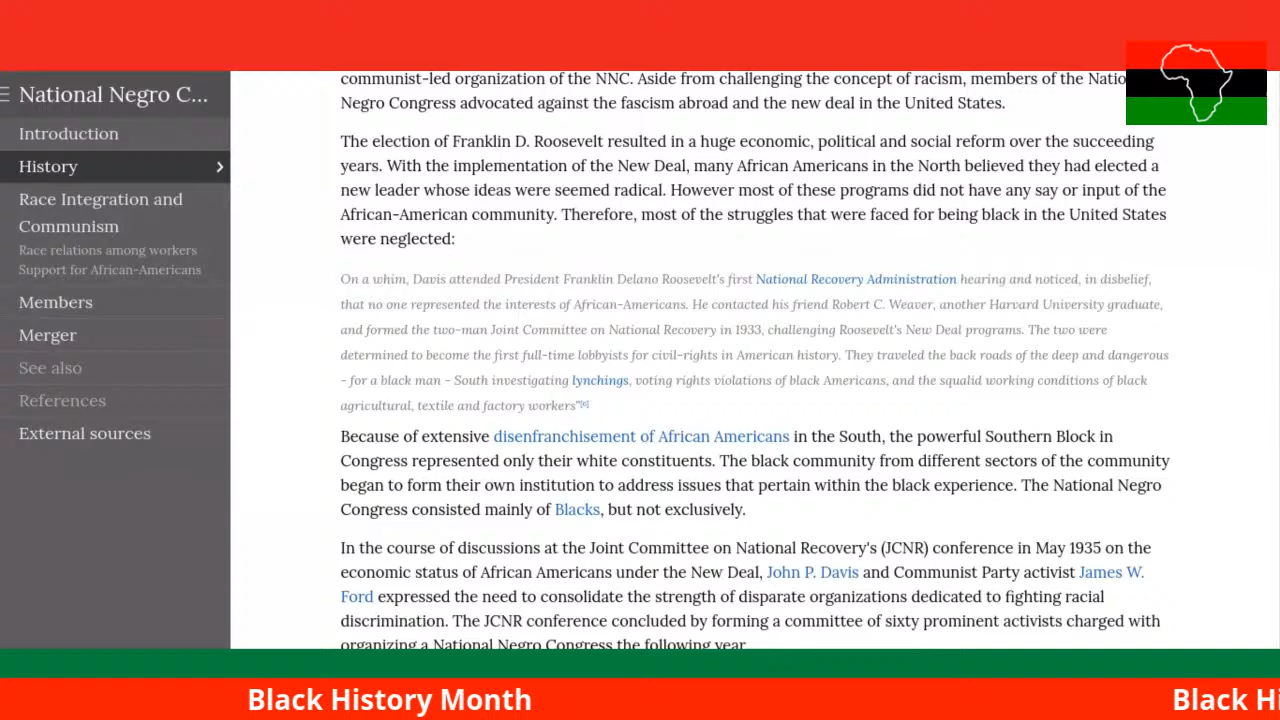 National Negro C...
Introduction
History
Race Integration and
Communism
Race relations among workers
Support for African-Americans
Members
Merger
See also
References
External sources
communist-led organization of the NNC. Aside from challenging the concept of racism, members of the Natio
Negro Congress advocated against the fascism abroad and the new deal in the United States.
The election of Franklin D. Roosevelt resulted in a huge economic, political and social reform over the succeeding
years. With the implementation of the New Deal, many African Americans in the North believed they had elected a
new leader whose ideas were seemed radical. However most of these programs did not have any say or input of the
African-American community. Therefore, most of the struggles that were faced for being black in the United States
were neglected:
On a whim, Davis attended President Franklin Delano Roosevelt's first National Recovery Administration hearing and noticed, in disbelief,
that no one represented the interests of African-Americans. He contacted his friend Robert C. Weaver, another Harvard University graduate,
and formed the two-man Joint Committee on National Recovery in 1933, challenging Roosevelt's New Deal programs. The two were
determined to become the first full-time lobbyists for civil-rights in American history. They traveled the back roads of the deep and dangerous
- for a black man - South investigating lynchings, voting rights violations of black Americans, and the squalid working conditions of black
agricultural, textile and factory workers"[6]
Because of extensive disenfranchisement of African Americans in the South, the powerful Southern Block in
Congress represented only their white constituents. The black community from different sectors of the community
began to form their own institution to address issues that pertain within the black experience. The National Negro
Congress consisted mainly of Blacks, but not exclusively.
In the course of discussions at the Joint Committee on National Recovery's (JCNR) conference in May 1935 on the
economic status of African Americans under the New Deal, John P. Davis and Communist Party activist James W.
Ford expressed the need to consolidate the strength of disparate organizations dedicated to fighting racial
discrimination. The JCNR conference concluded by forming a committee of sixty prominent activists charged with
organizing a National Negro Congress the following year.
Black History Month
Black Hi